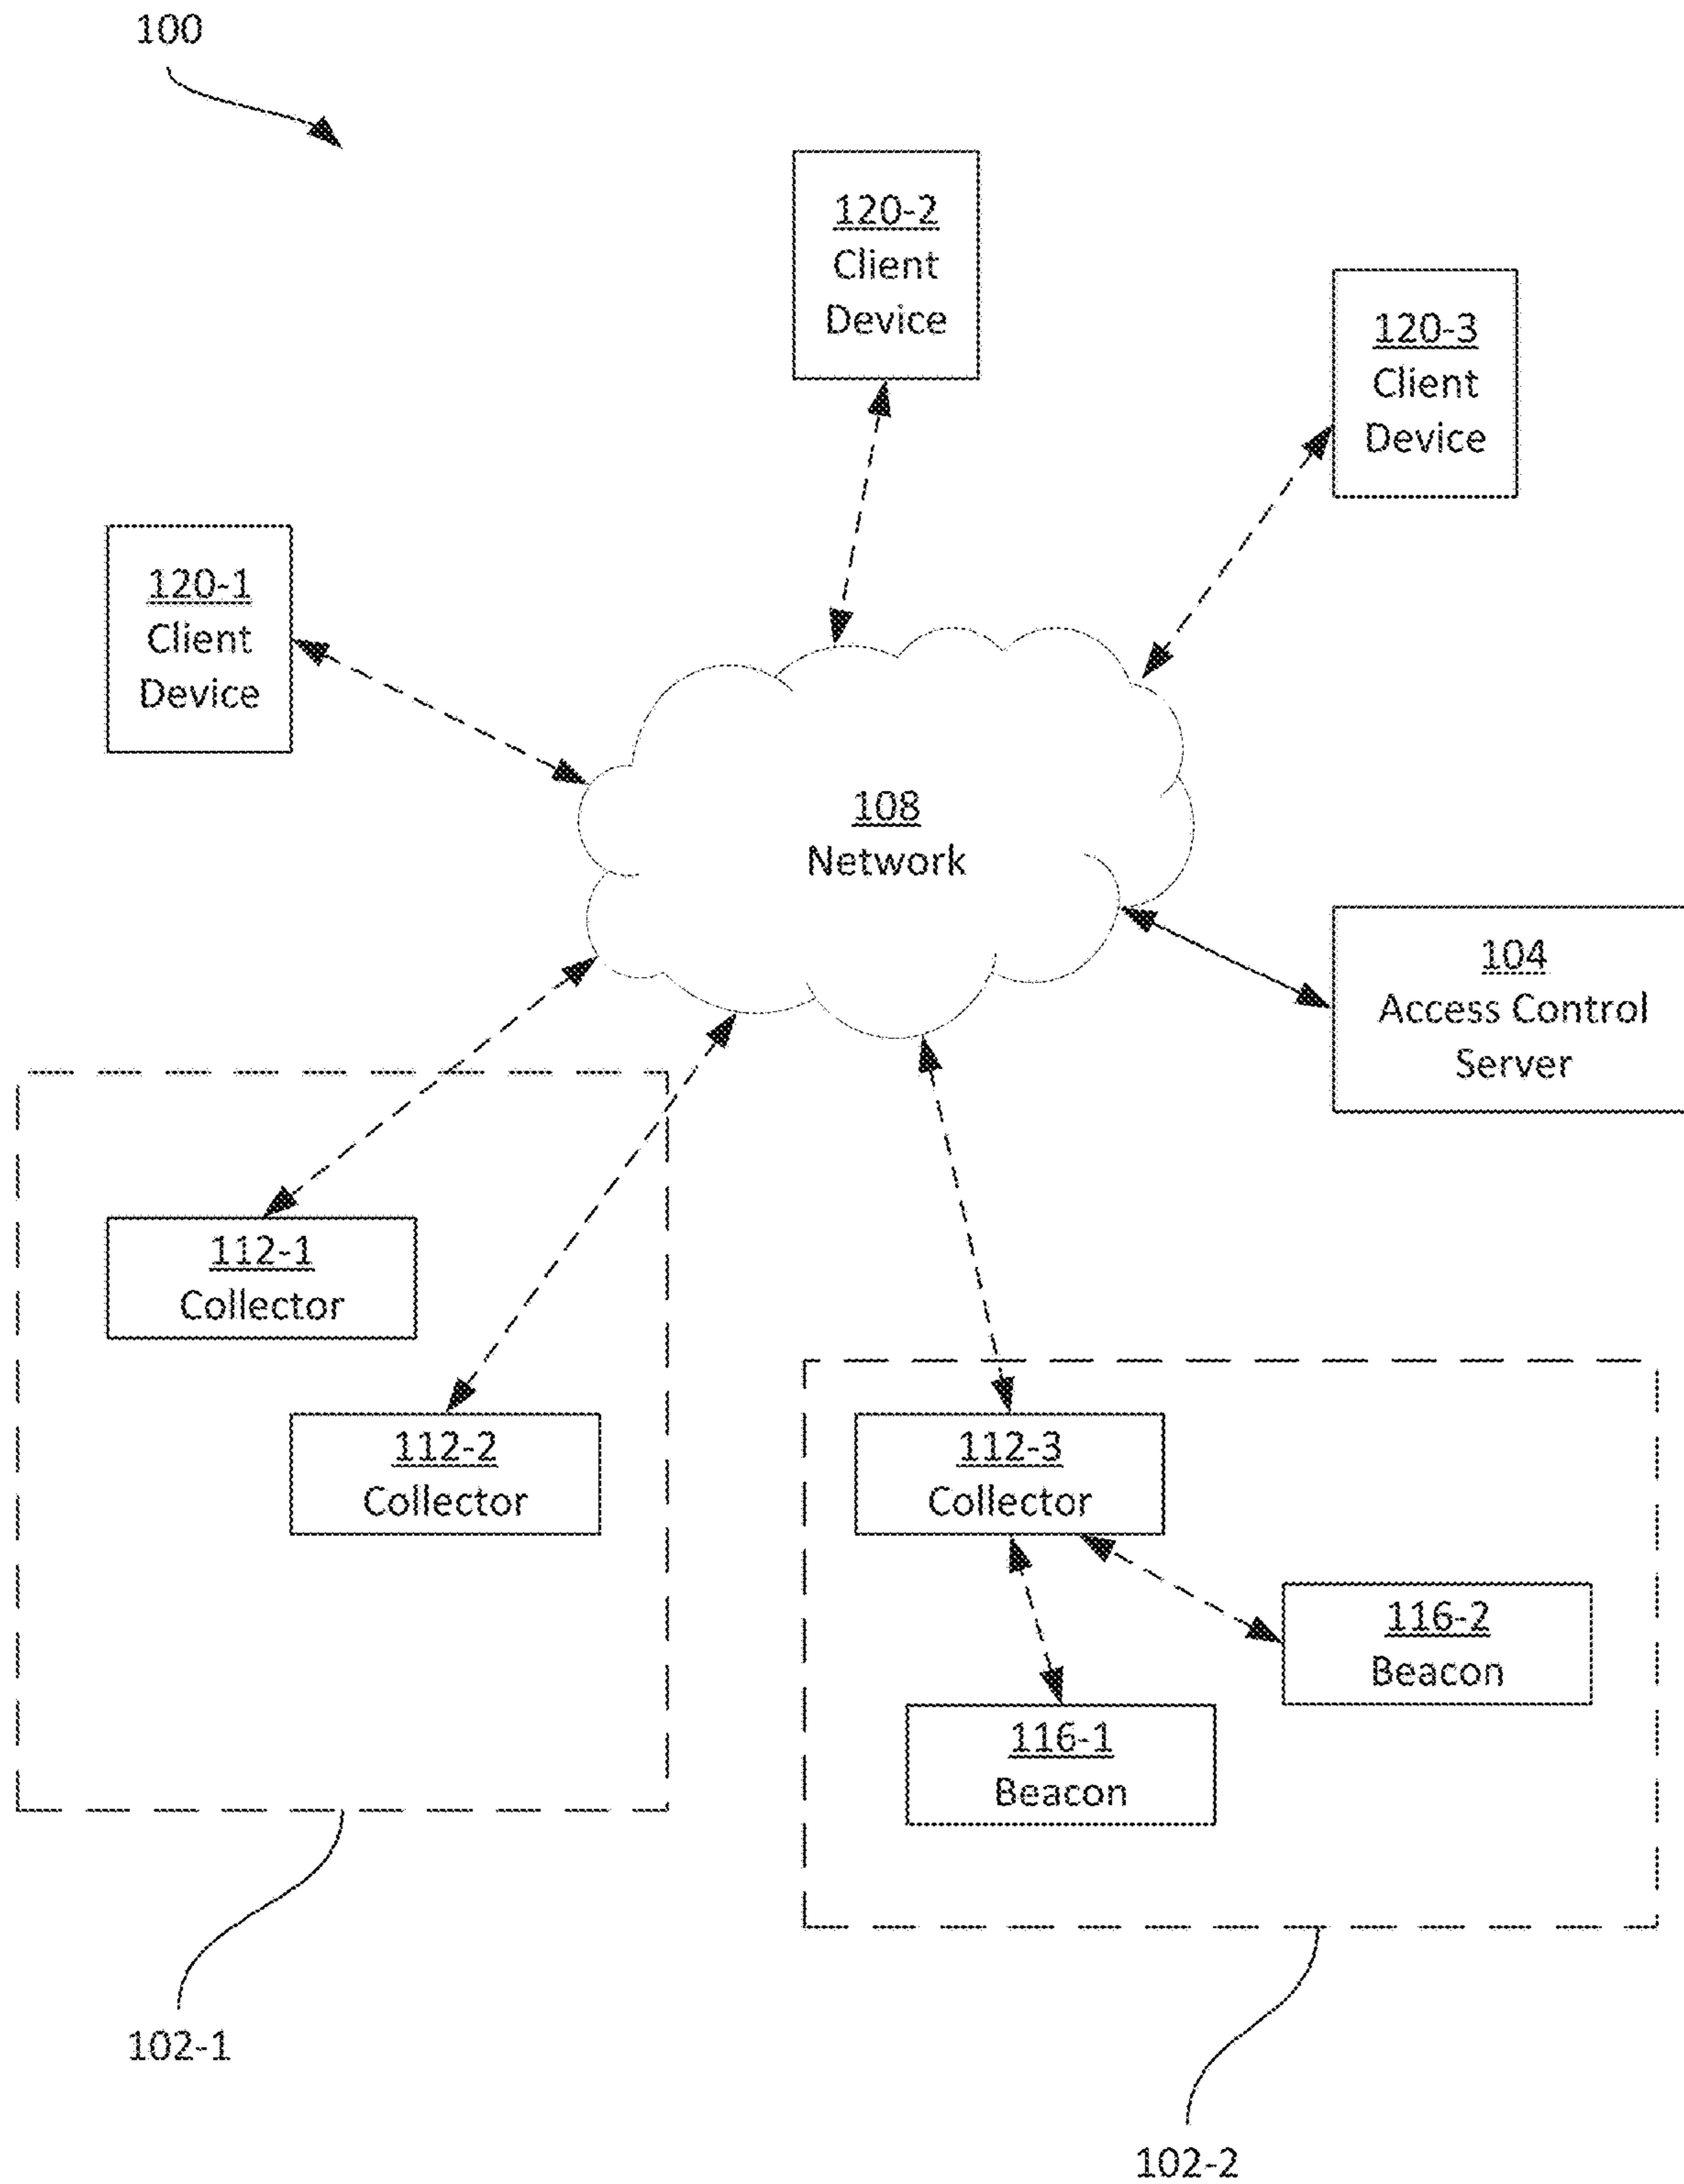 100
120-2
Client
Device
120-3
Client
Device
120-1
Client
Device
108
Network
104
Access Control
Server
112-1
Collector
112-2
Collector
112-3
Collector
116-2
Beacon
116-1
Beacon
102-1
102-2